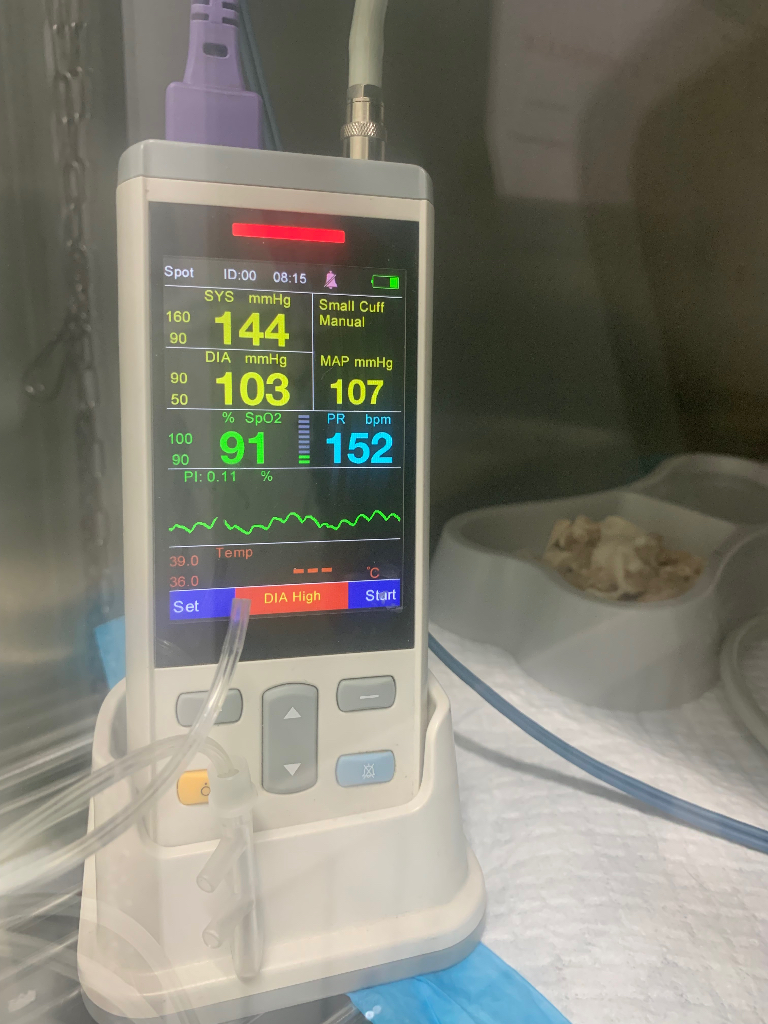 Spot ID:00 08:15
SYS mmHg
160
90
144
Small Cuff
Manual
DIA mmHg
90
50
103
MAP mmHg
107
% SpO2
100
90
91
PR bpm
152
PI: 0.11 %
Temp
39.0
36.0
--- °C
Set DIA High Start